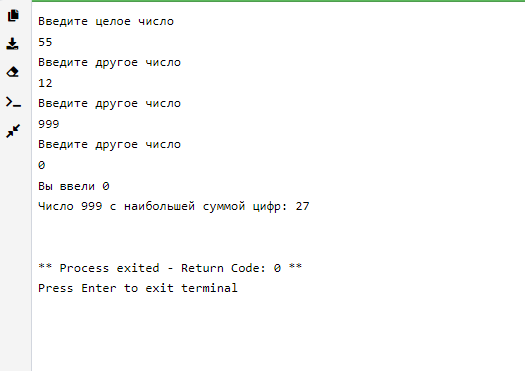 Введите целое число
55
Введите другое число
12
Введите другое число
999
Введите другое число
0
Вы ввели 0
Число 999 с наибольшей суммой цифр: 27
** Process exited - Return Code: 0 **
Press Enter to exit terminal